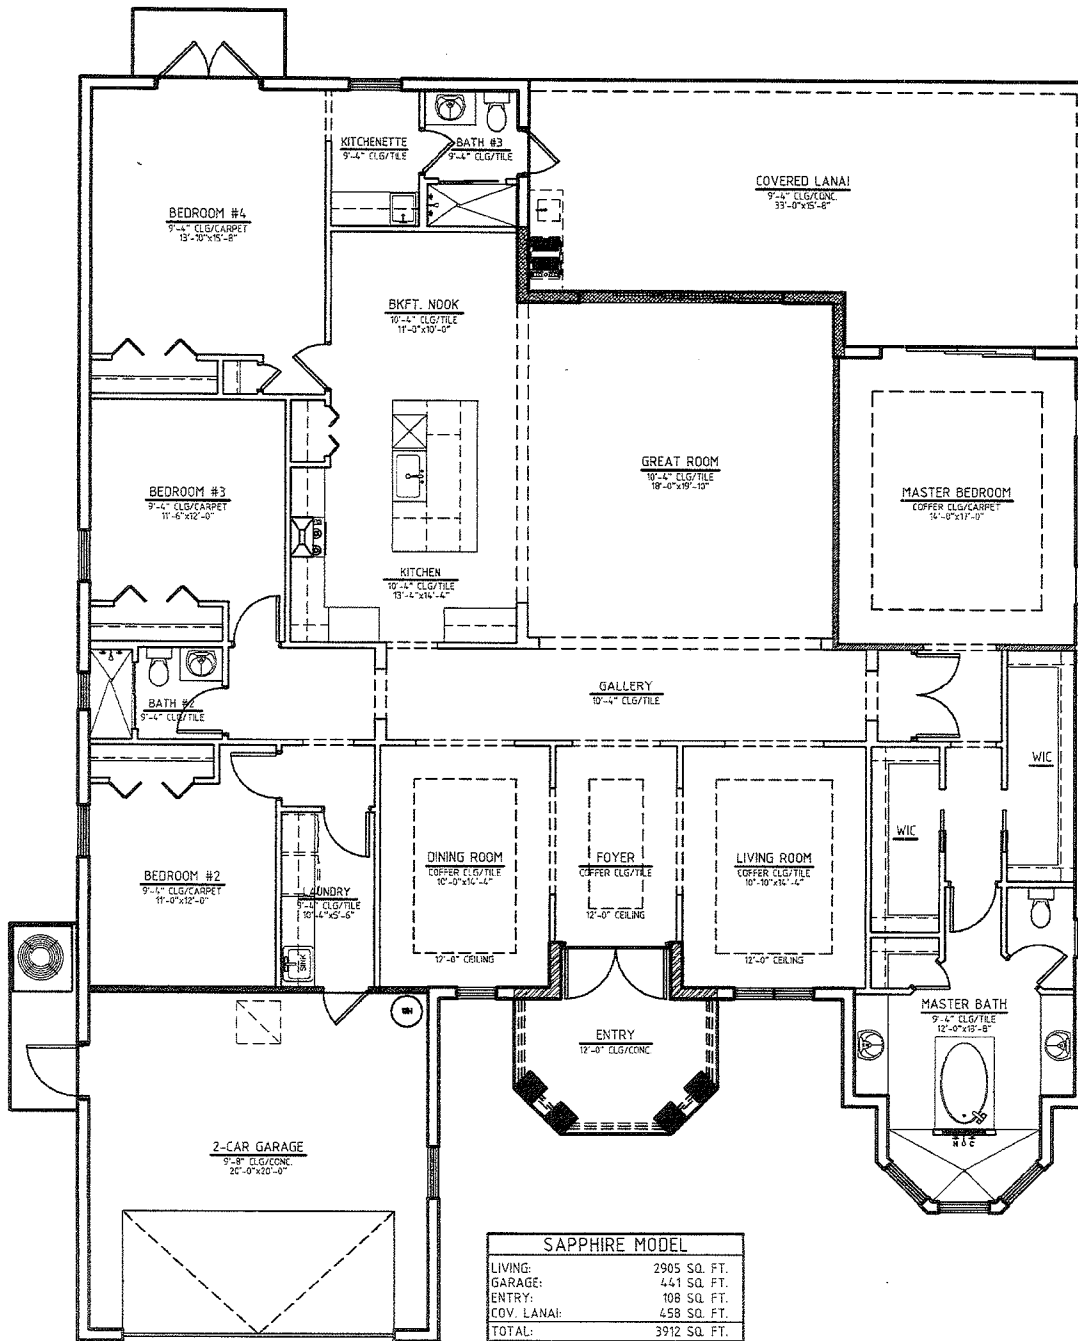 KITCHENETTE
9'-4" CLG/TILE
BATH #3
9'-4" CLG/TILE
COVERED LANAI
9'-4" CLG/CONC.
33'-0"x15'-8"
BEDROOM #4
9'-4" CLG/CARPET
13'-10"x15'-8"
BKFT. NOOK
10'-4" CLG/TILE
11'-0"x10'-0"
GREAT ROOM
10'-4" CLG/TILE
18'-0"x19'-10"
BEDROOM #3
9'-4" CLG/CARPET
11'-6"x12'-0"
MASTER BEDROOM
COFFER CLG/CARPET
14'-0"x17'-0"
KITCHEN
10'-4" CLG/TILE
13'-4"x14'-4"
GALLERY
10'-4" CLG/TILE
BATH #2
9'-4" CLG/TILE
WIC
WIC
DINING ROOM
COFFER CLG/TILE
10'-0"x14'-4"
12'-0" CEILING
FOYER
COFFER CLG/TILE
12'-0" CEILING
LIVING ROOM
COFFER CLG/TILE
10'-10"x14'-4"
12'-0" CEILING
BEDROOM #2
9'-4" CLG/CARPET
11'-0"x12'-0"
LAUNDRY
9'-4" CLG/TILE
10'-4"x5'-6"
SINK
WH
ENTRY
12'-0" CLG/CONC
MASTER BATH
9'-4" CLG/TILE
12'-0"x18'-8"
H C
2-CAR GARAGE
9'-8" CLG/CONC.
20'-0"x20'-0"
SAPPHIRE MODEL
LIVING: 2905 SQ. FT.
GARAGE: 441 SQ. FT.
ENTRY: 108 SQ. FT.
COV. LANAI: 458 SQ. FT.
TOTAL: 3912 SQ. FT.